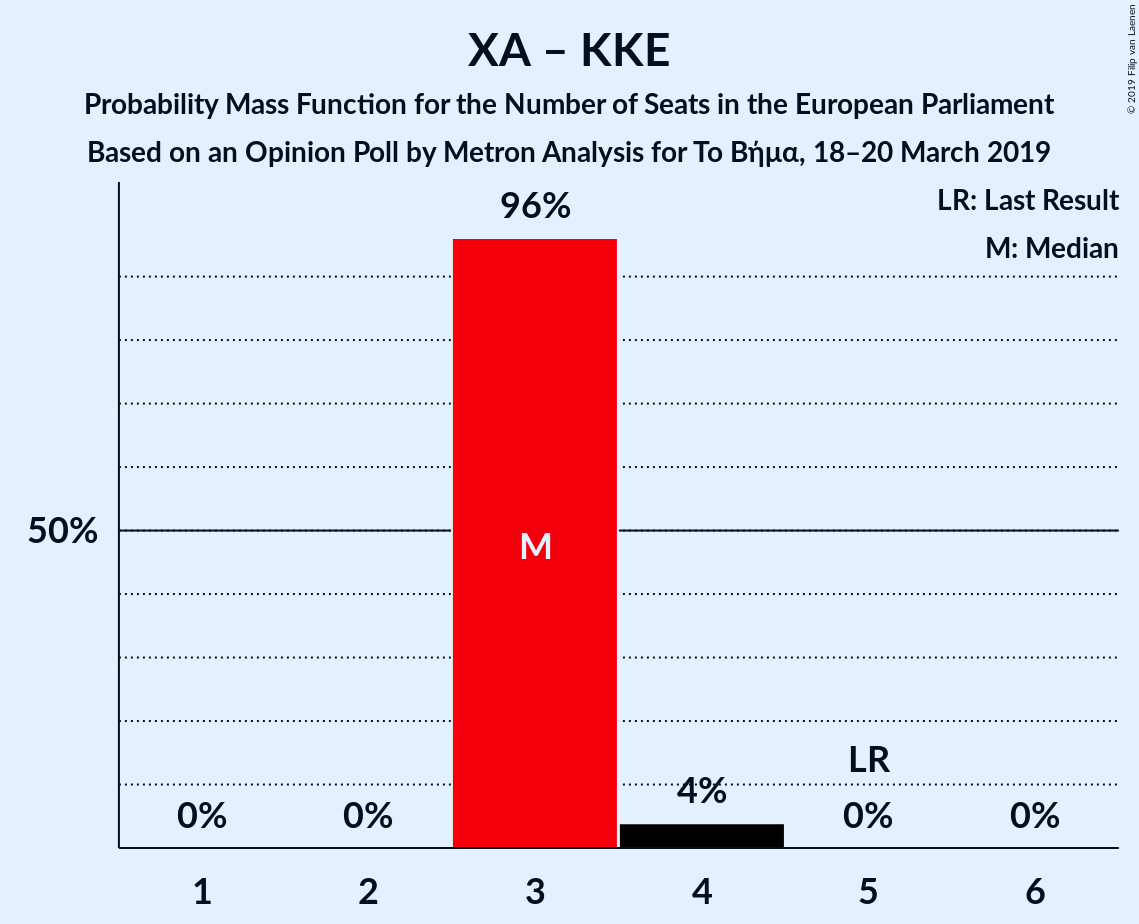 XA – KKE
Probability Mass Function for the Number of Seats in the European Parliament
Based on an Opinion Poll by Metron Analysis for Το Βήμα, 18–20 March 2019
© 2019 Filip van Laenen
LR: Last Result
M: Median
96%
50%
M
LR
4%
0% 0% 0% 0%
1 2 3 4 5 6